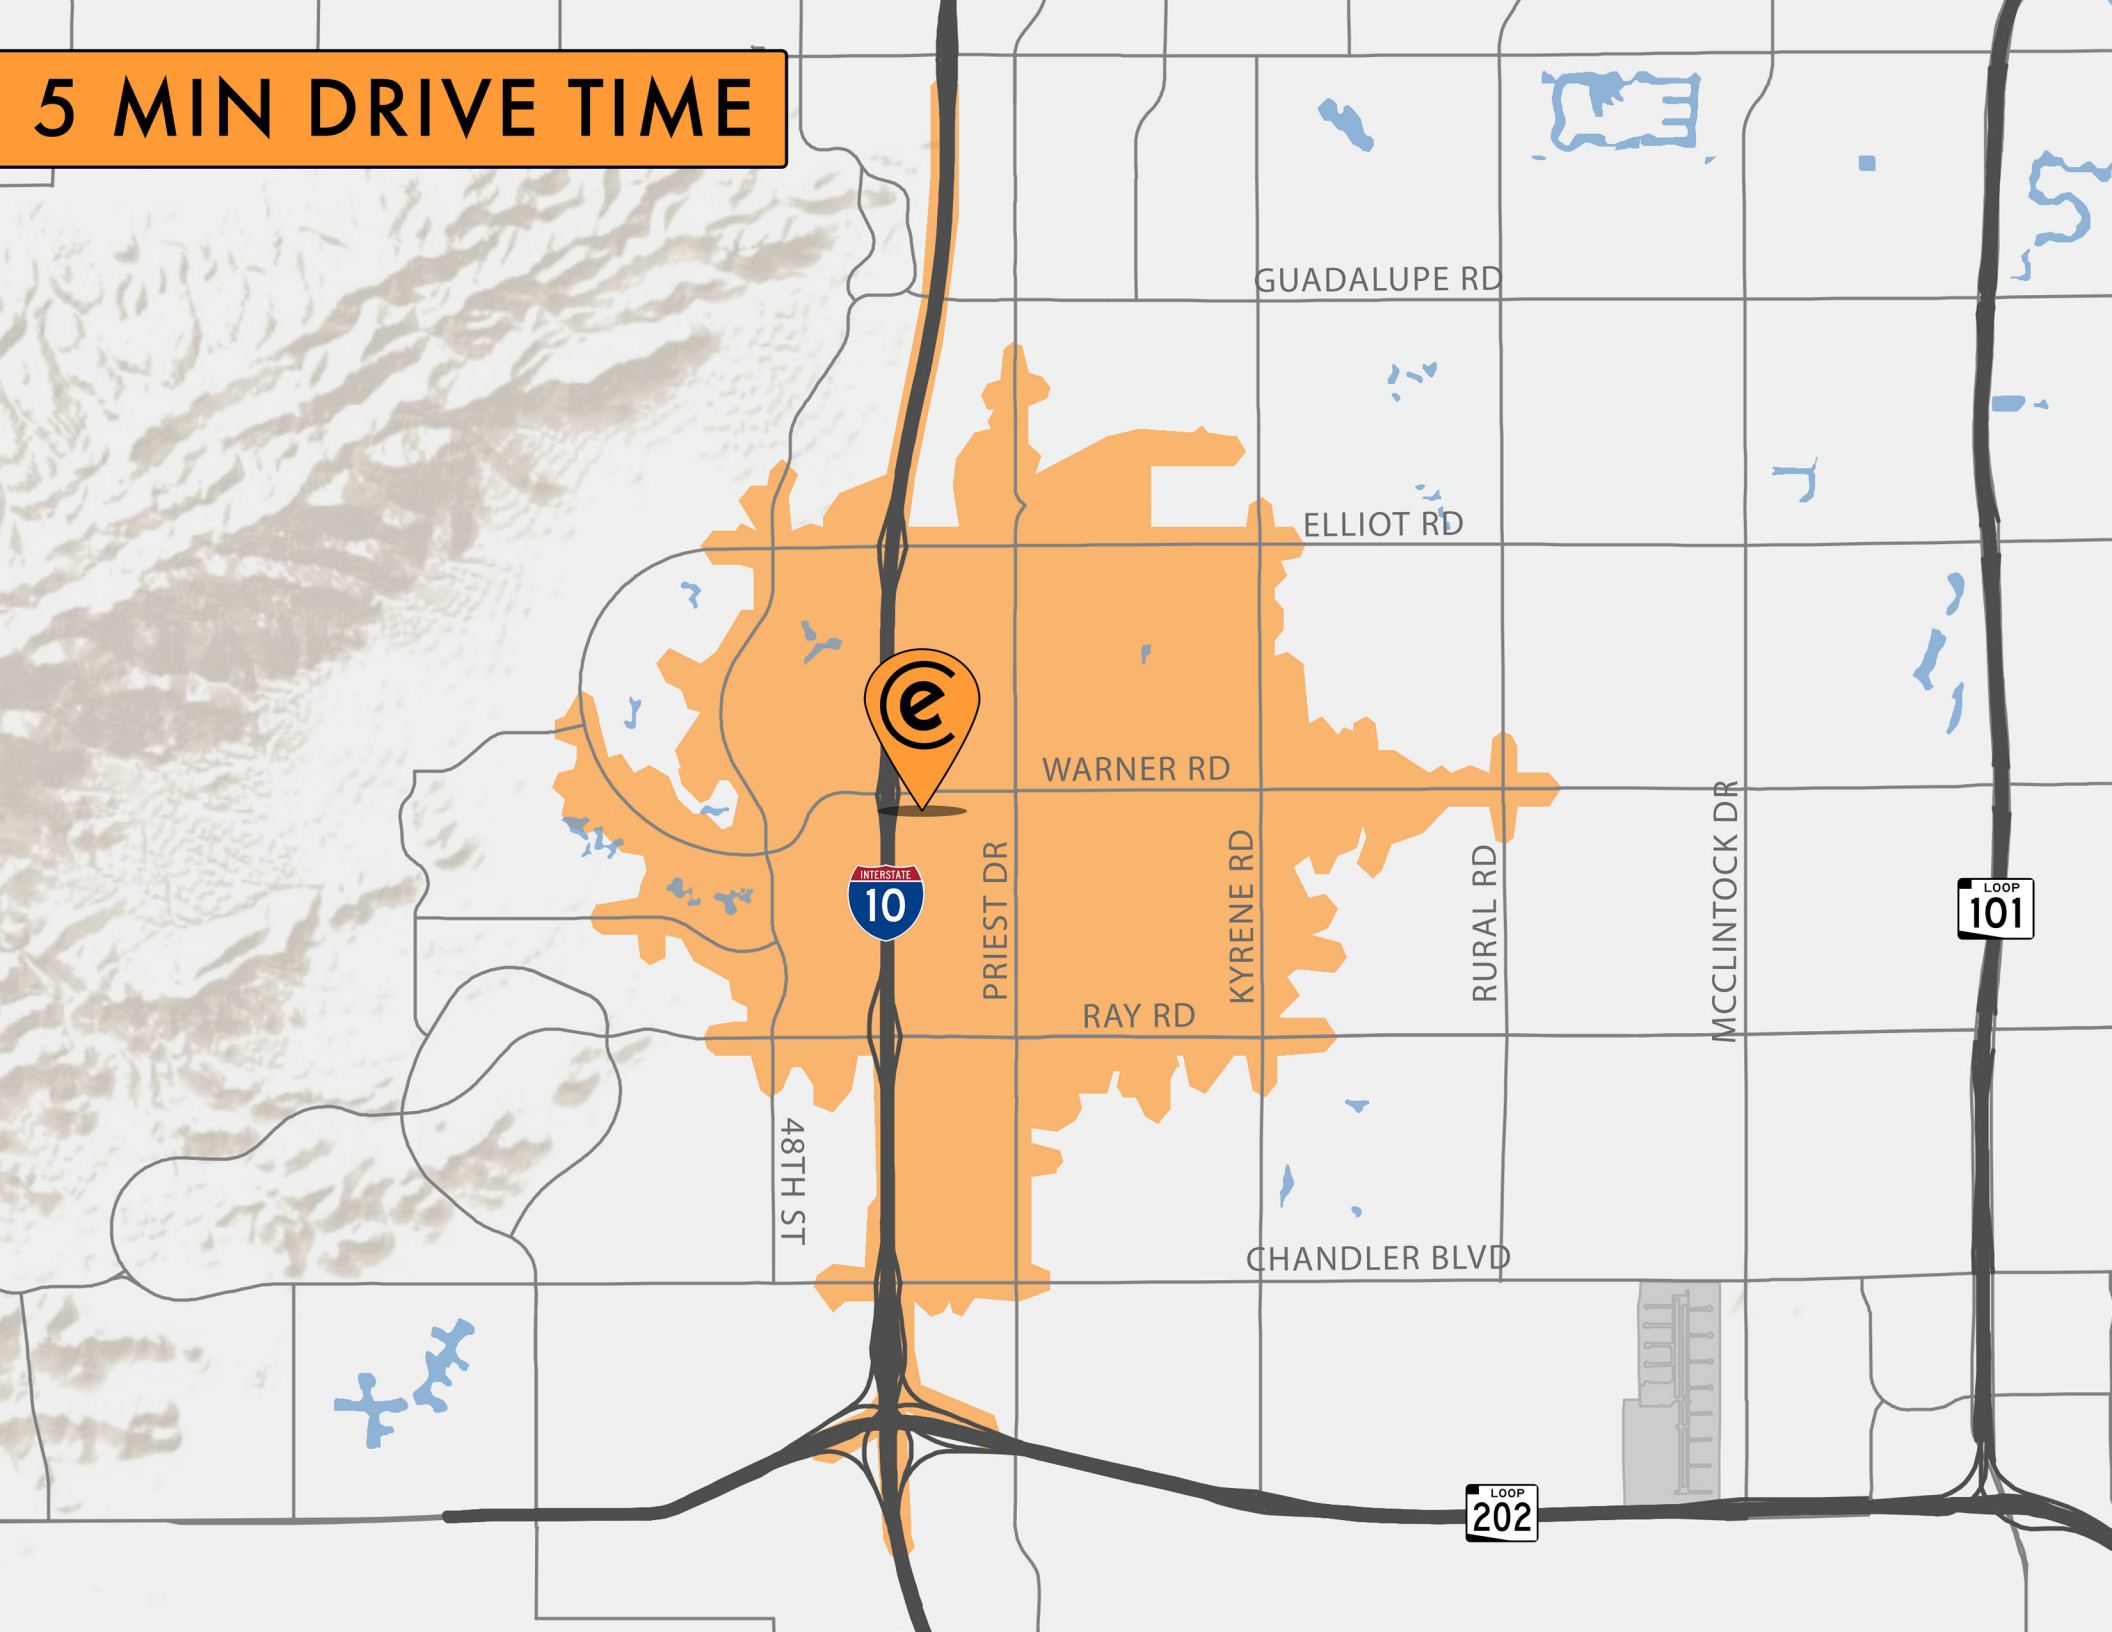 5 MIN DRIVE TIME
GUADALUPE RD
ELLIOT RD
WARNER RD
INTERSTATE
10
PRIEST DR
KYRENE RD
RURAL RD
MCCLINTOCK DR
LOOP
101
RAY RD
48TH ST
CHANDLER BLVD
LOOP
202